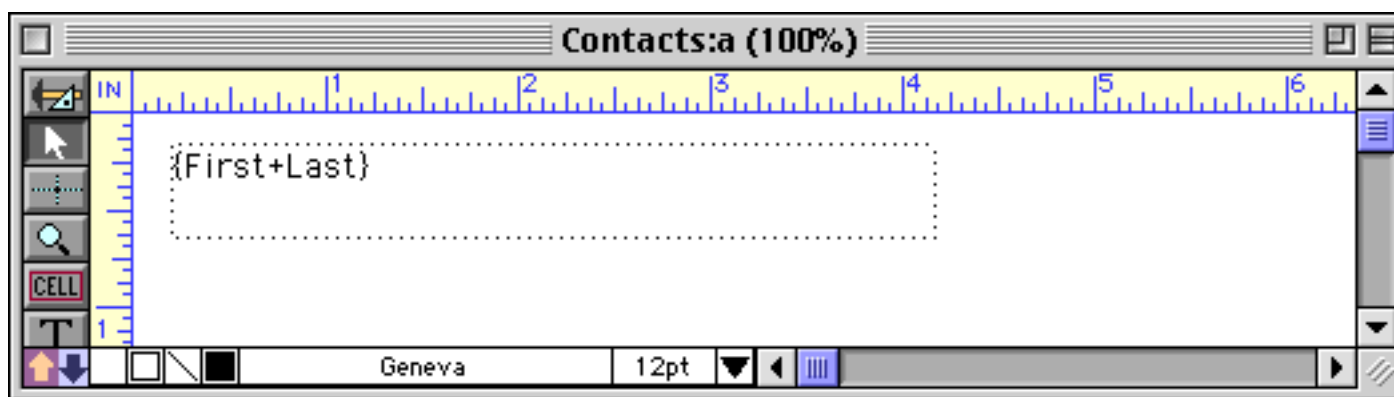 Contacts:a (100%)
IN 1 2 3 4 5 6
{First+Last}
CELL
T
1
Geneva 12pt